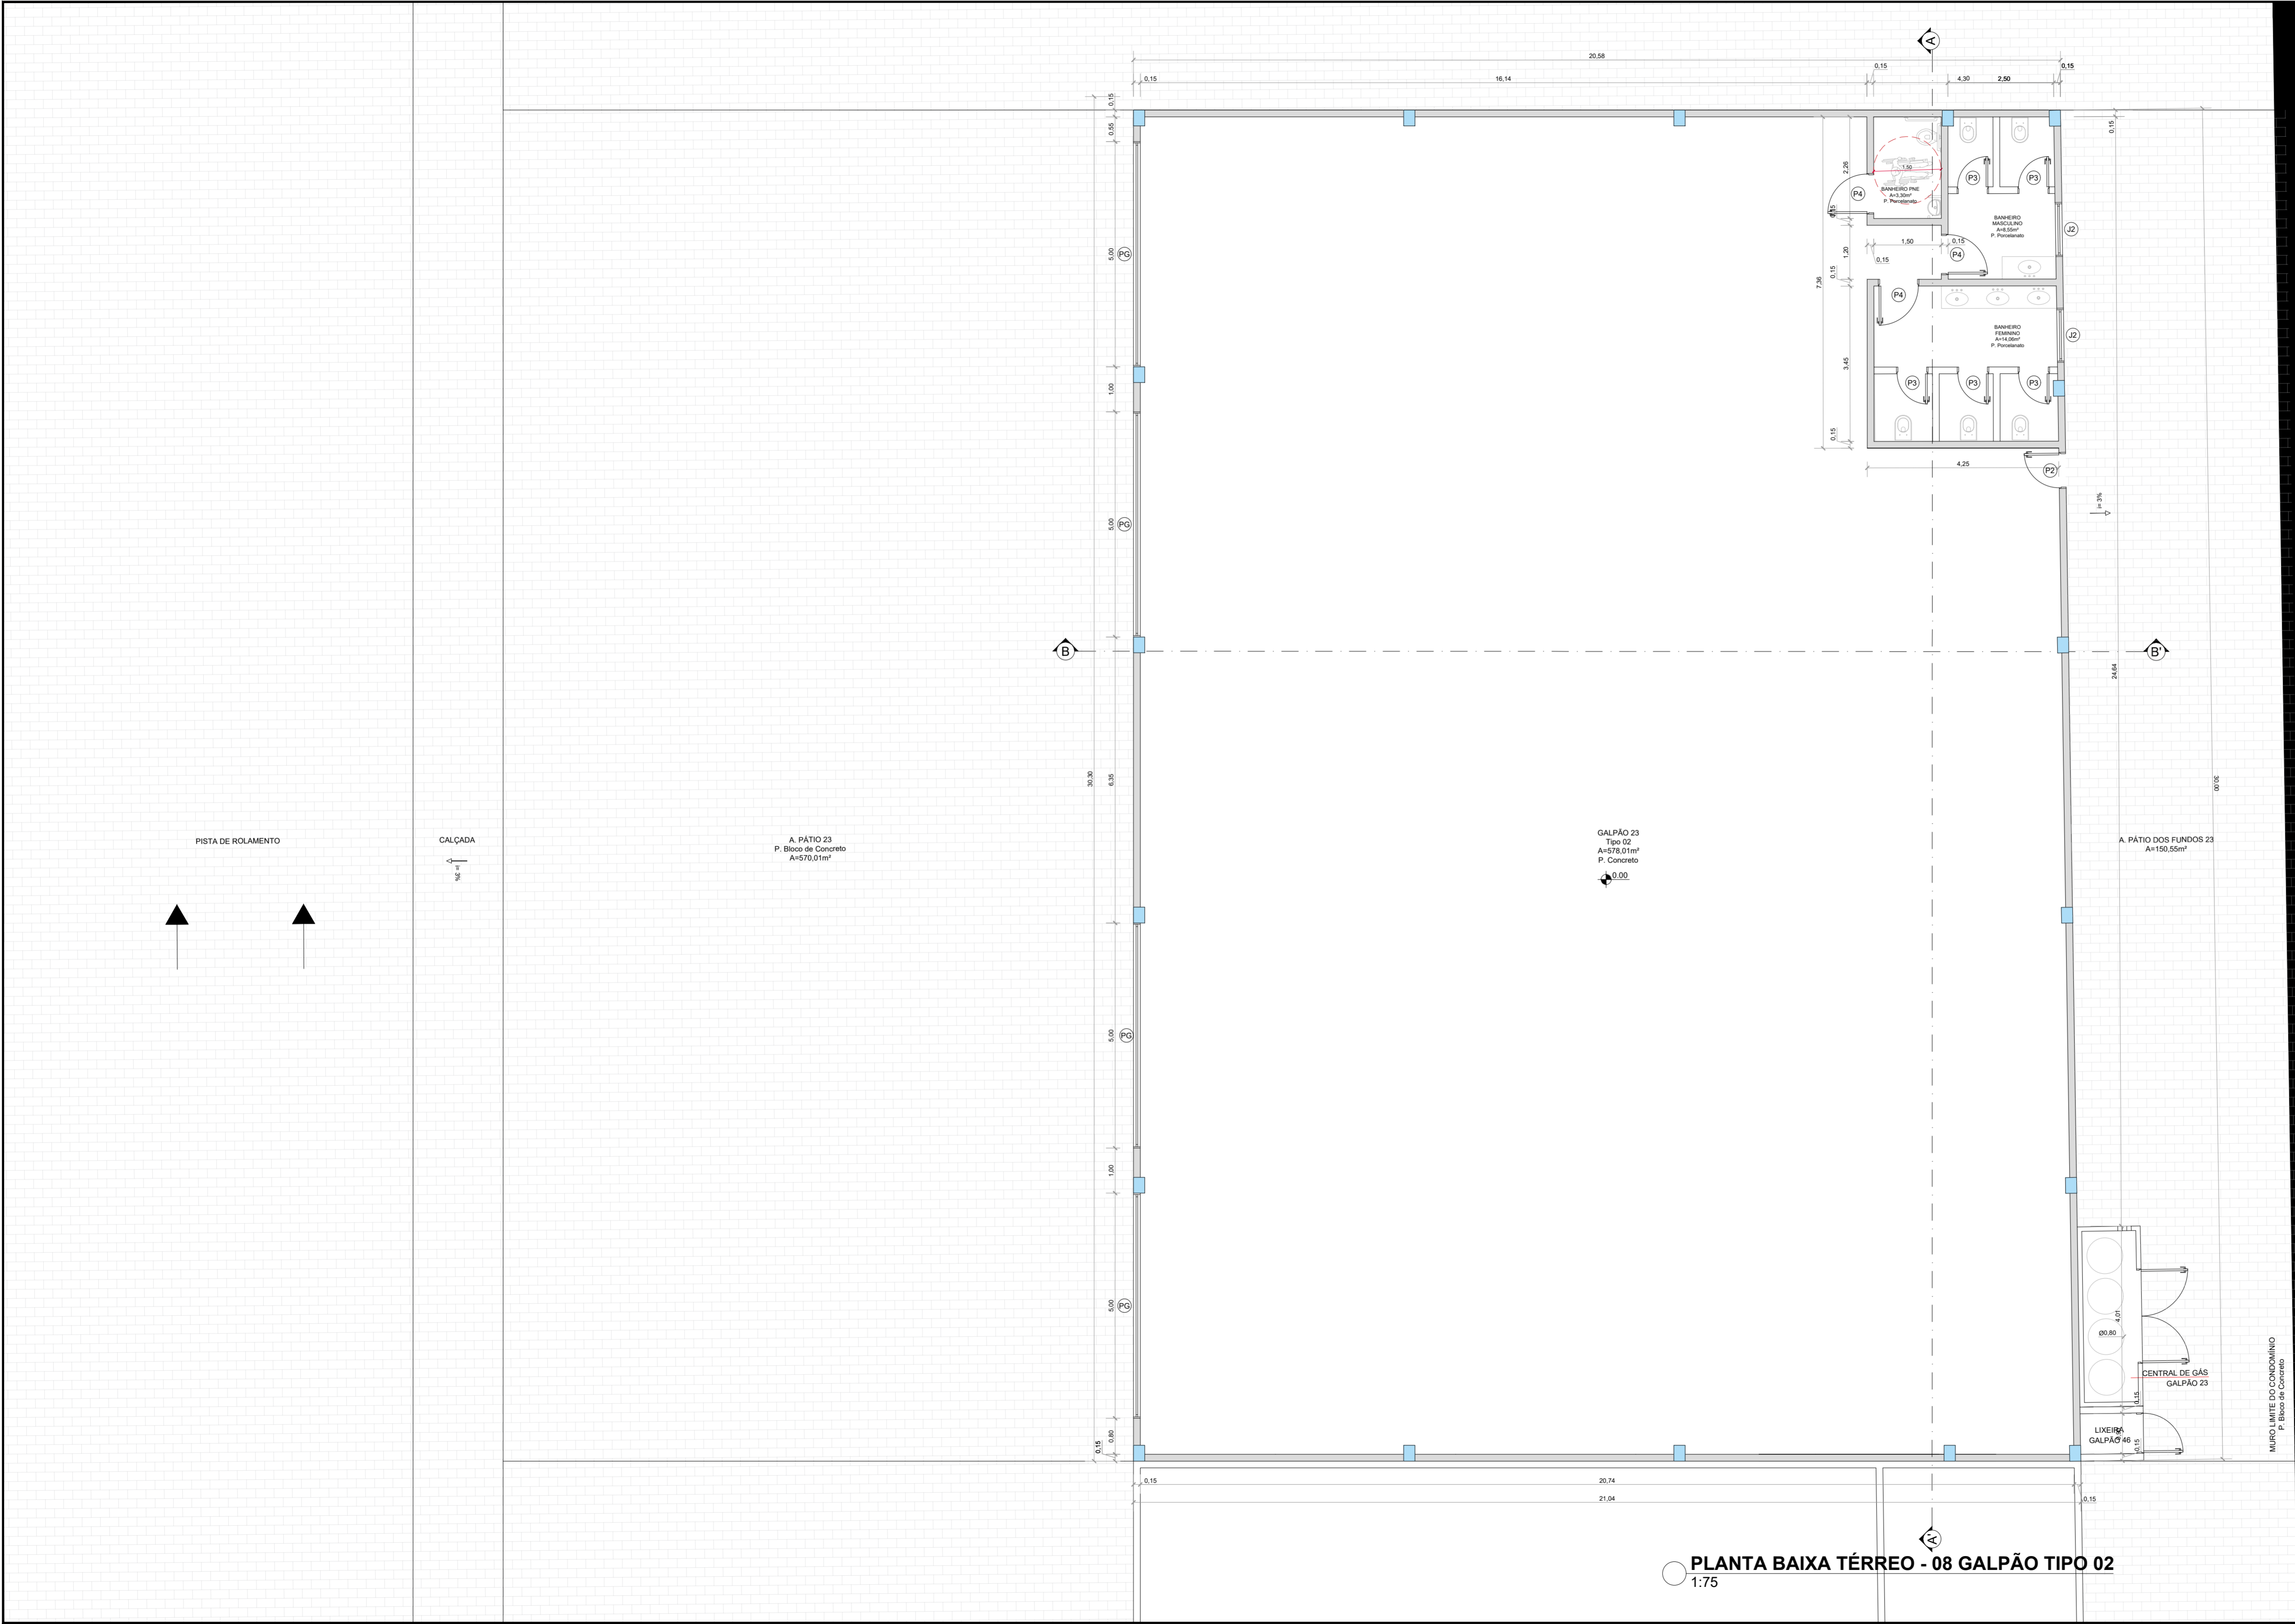 A
20,58
0,15
16,14
0,15
4,30
2,50
0,15
0,15
0,55
5,00
PG
1,00
5,00
PG
30,30
6,35
5,00
PG
1,00
5,00
PG
0,80
0,15
2,26
0,15
1,20
0,15
7,36
3,45
0,15
P4
1,50
BANHEIRO PNE
A=3,30m²
P. Porcelanato
P3
P3
BANHEIRO
MASCULINO
A=8,55m²
P. Porcelanato
J2
1,50
0,15
0,15
P4
P4
BANHEIRO
FEMININO
A=14,06m²
P. Porcelanato
J2
P3
P3
P3
4,25
P2
i= 3%
0,15
24,64
30,00
B
B'
PISTA DE ROLAMENTO
CALÇADA
i= 3%
A. PÁTIO 23
P. Bloco de Concreto
A=570,01m²
GALPÃO 23
Tipo 02
A=578,01m²
P. Concreto
0.00
A. PÁTIO DOS FUNDOS 23
A=150,55m²
4,01
Ø0,80
CENTRAL DE GÁS
GALPÃO 23
0,15
LIXEIRA
GALPÃO 46
0,15
MURO LIMITE DO CONDOMÍNIO
P. Bloco de Concreto
0,15
20,74
21,04
0,15
A'
PLANTA BAIXA TÉRREO - 08 GALPÃO TIPO 02
1:75